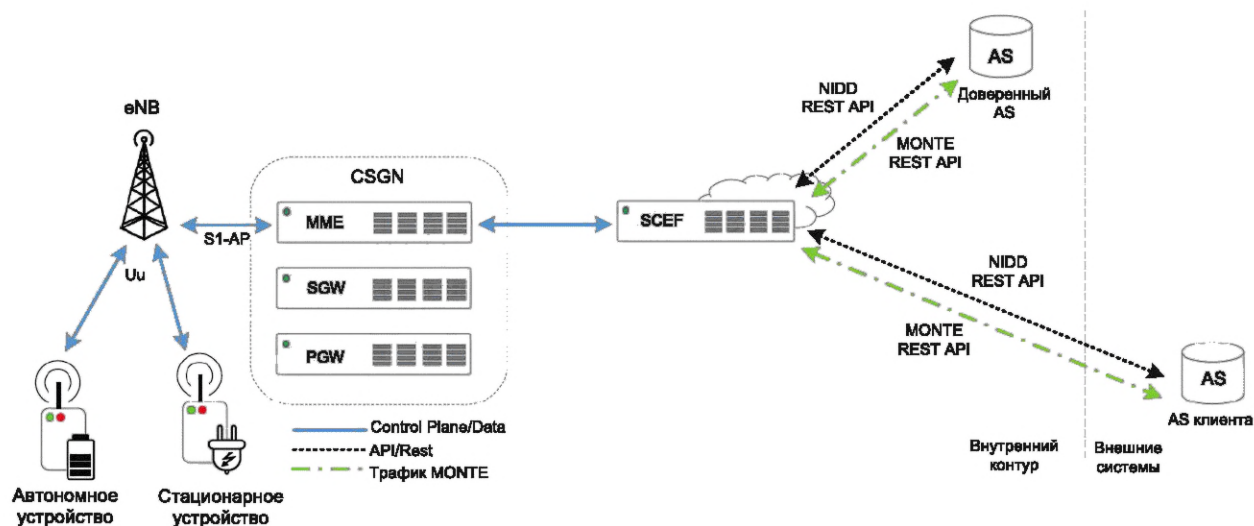 AS
Доверенный
AS
NIDD
REST API
MONTE
REST API
eNB
CSGN
MME
S1-AP
SCEF
Uu
SGW
PGW
NIDD
REST API
MONTE
REST API
AS
AS клиента
Control Plane/Data
API/Rest
Трафик MONTE
Внутренний
контур
Внешние
системы
Автономное
устройство
Стационарное
устройство